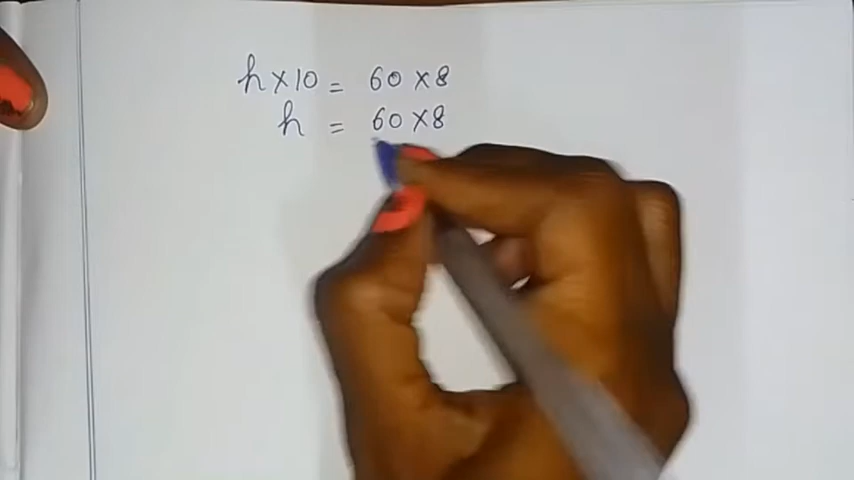 h×10 = 60×8
h = 60×8